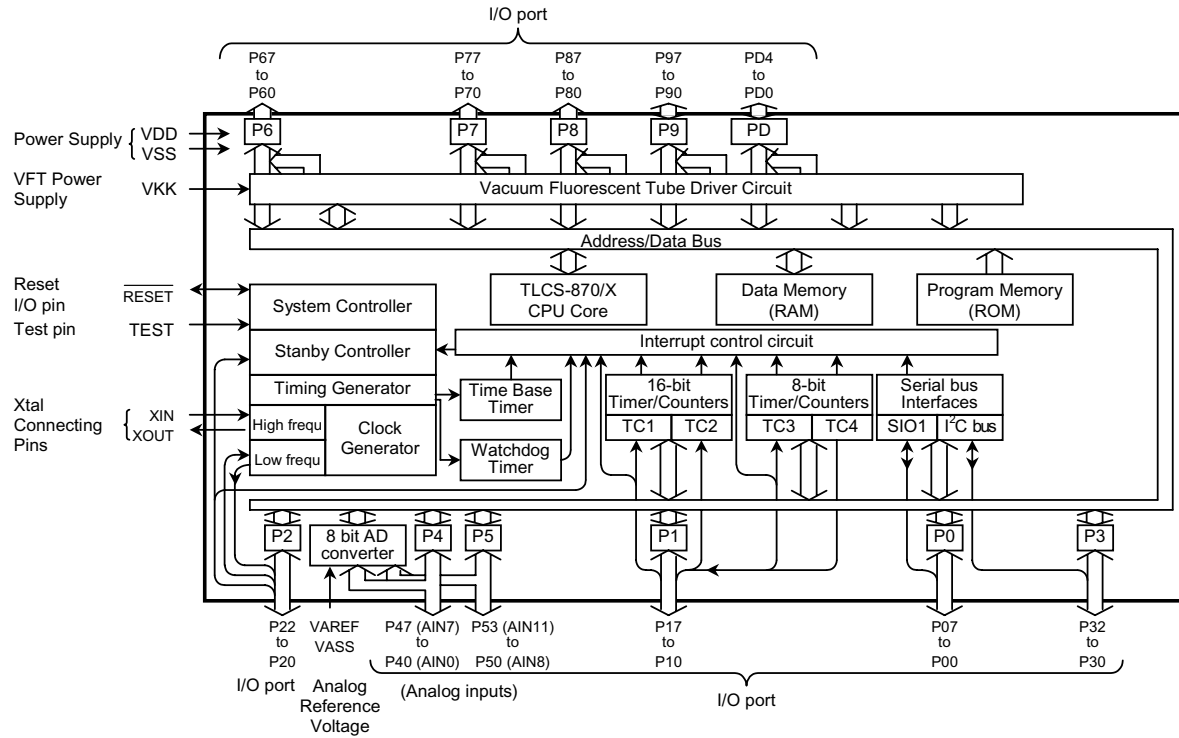 I/O port
P67 P77 P87 P97 PD4
to to to to to
P60 P70 P80 P90 PD0
Power Supply { VDD
VSS
P6 P7 P8 P9 PD
VFT Power
Supply
VKK
Vacuum Fluorescent Tube Driver Circuit
Address/Data Bus
Reset
I/O pin
RESET
Test pin
TEST
System Controller
TLCS-870/X
CPU Core
Data Memory
(RAM)
Program Memory
(ROM)
Stanby Controller
Interrupt control circuit
Timing Generator
Time Base
Timer
16-bit
Timer/Counters
TC1 TC2
8-bit
Timer/Counters
TC3 TC4
Serial bus
Interfaces
SIO1 I²C bus
Xtal
Connecting
Pins
{ XIN
XOUT
High frequ
Low frequ
Clock
Generator
Watchdog
Timer
P2
8 bit AD
converter
P4 P5 P1 P0 P3
P22
to
P20
I/O port
VAREF
VASS
Analog
Reference
Voltage
P47 (AIN7)
to
P40 (AIN0)
P53 (AIN11)
to
P50 (AIN8)
(Analog inputs)
P17
to
P10
P07
to
P00
P32
to
P30
I/O port